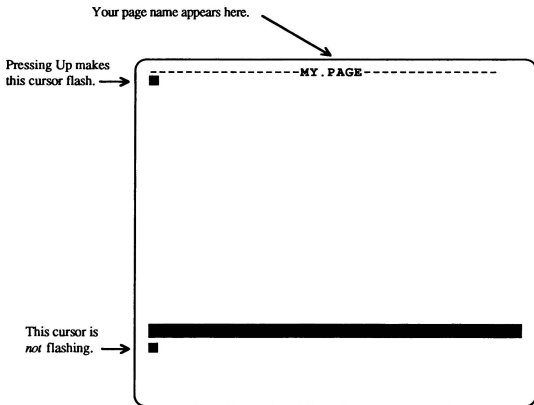 Your page name appears here.
Pressing Up makes
this cursor flash.
-----------------MY.PAGE---------------
This cursor is
not flashing.